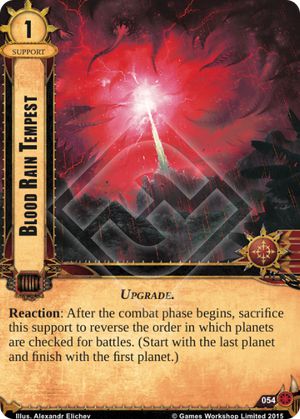 1
SUPPORT
BLOOD RAIN TEMPEST
UPGRADE.
Reaction: After the combat phase begins, sacrifice
this support to reverse the order in which planets
are checked for battles. (Start with the last planet
and finish with the first planet.)
054
Illus. Alexandr Elichev
© Games Workshop Limited 2015